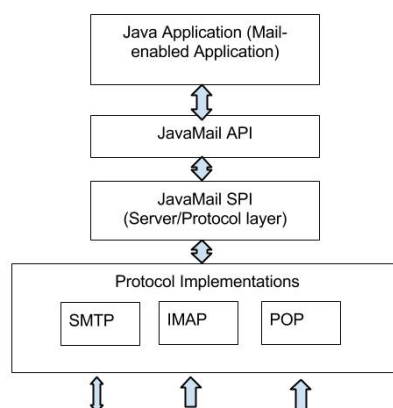 Java Application (Mail-
enabled Application)
JavaMail API
JavaMail SPI
(Server/Protocol layer)
Protocol Implementations
SMTP IMAP POP